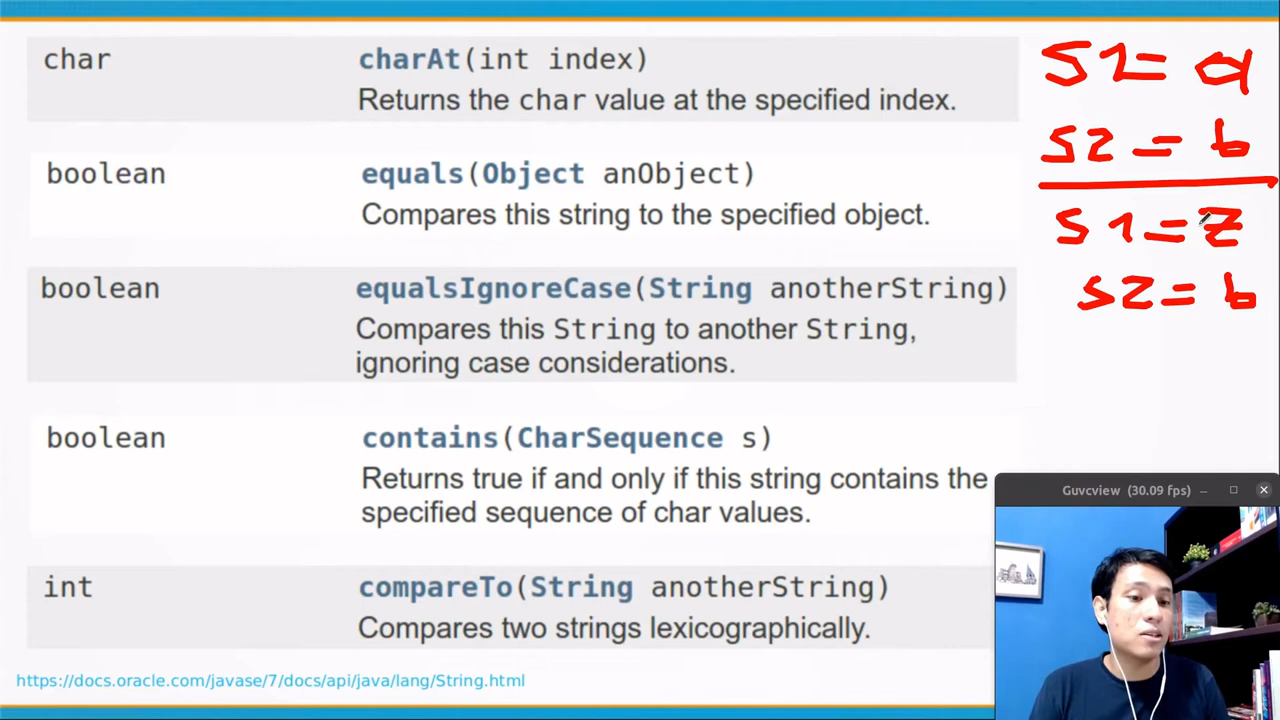 char charAt(int index)
Returns the char value at the specified index.
boolean equals(Object anObject)
Compares this string to the specified object.
boolean equalsIgnoreCase(String anotherString)
Compares this String to another String,
ignoring case considerations.
boolean contains(CharSequence s)
Returns true if and only if this string contains the
specified sequence of char values.
int compareTo(String anotherString)
Compares two strings lexicographically.
https://docs.oracle.com/javase/7/docs/api/java/lang/String.html
S1= a
S2 = b
S1=Z
S2= b
Guvcview (30.09 fps)